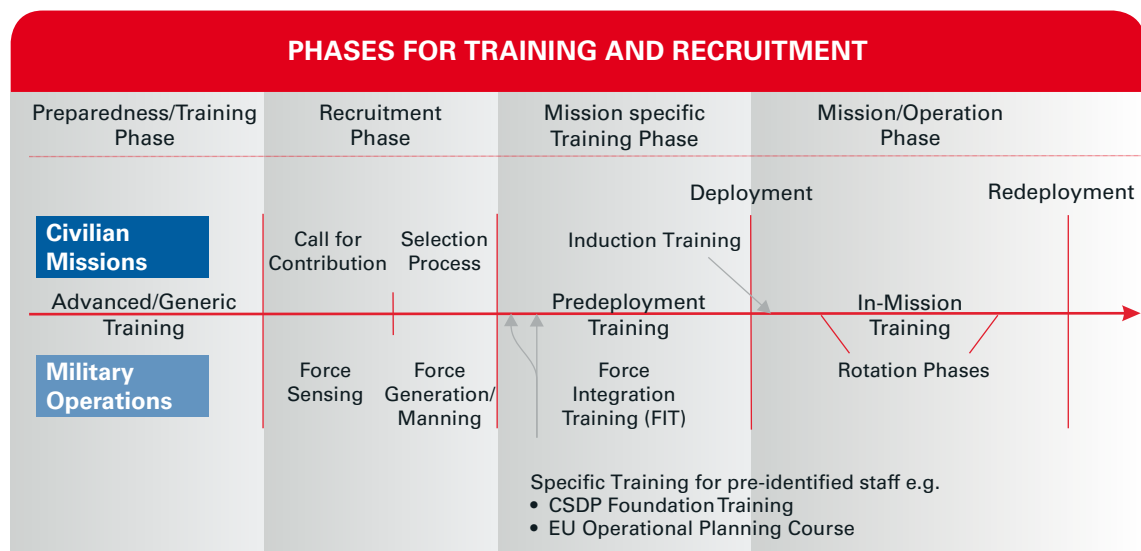 PHASES FOR TRAINING AND RECRUITMENT
Preparedness/Training
Phase
Recruitment
Phase
Mission specific
Training Phase
Mission/Operation
Phase
Deployment
Redeployment
Civilian
Missions
Call for
Contribution
Selection
Process
Induction Training
Advanced/Generic
Training
Predeployment
Training
In-Mission
Training
Military
Operations
Force
Sensing
Force
Generation/
Manning
Force
Integration
Training (FIT)
Rotation Phases
Specific Training for pre-identified staff e.g.
• CSDP Foundation Training
• EU Operational Planning Course